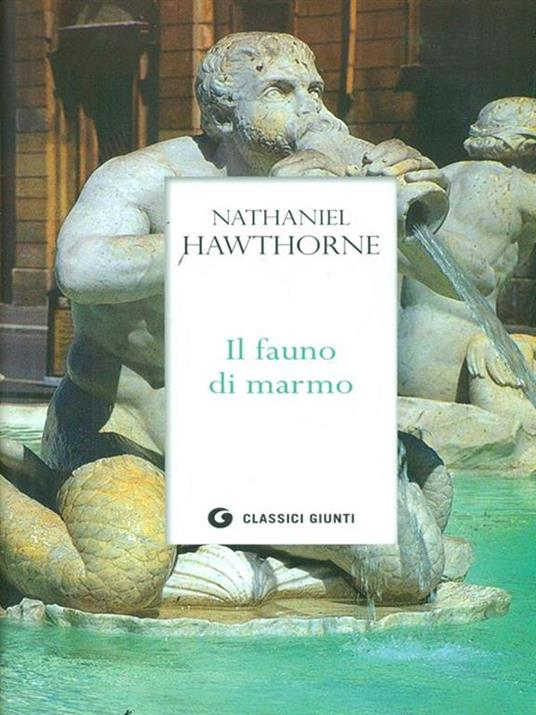 NATHANIEL
HAWTHORNE
Il fauno
di marmo
CLASSICI GIUNTI